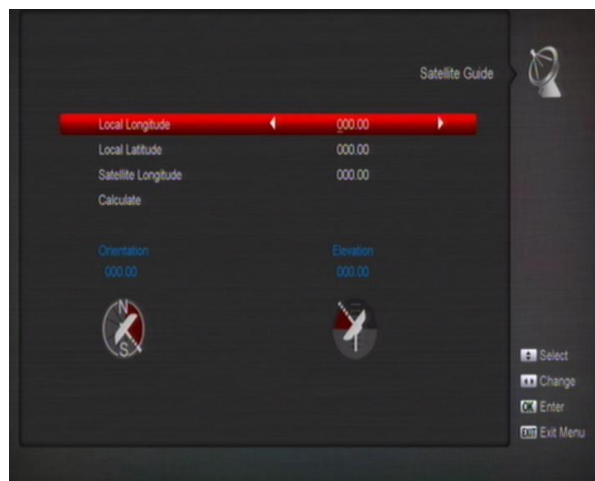 Satellite Guide
Local Longitude 000.00
Local Latitude 000.00
Satellite Longitude 000.00
Calculate
Orientation Elevation
000.00 000.00
N
S
Select
Change
OK Enter
EXIT Exit Menu